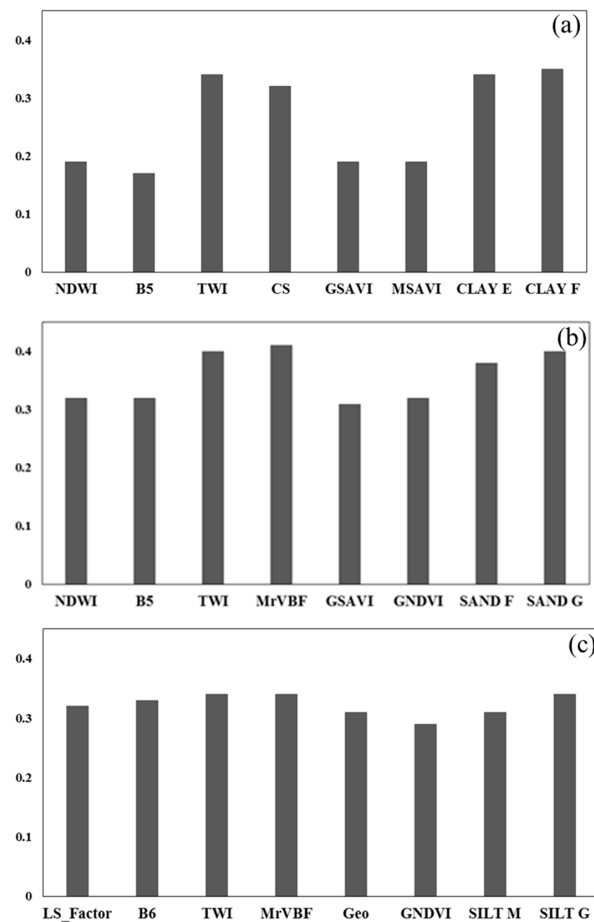 (a)
0.4
0.3
0.2
0.1
0
NDWI B5 TWI CS GSAVI MSAVI CLAY E CLAY F
(b)
0.4
0.3
0.2
0.1
0
NDWI B5 TWI MrVBF GSAVI GNDVI SAND F SAND G
(c)
0.4
0.3
0.2
0.1
0
LS_Factor B6 TWI MrVBF Geo GNDVI SILT M SILT G